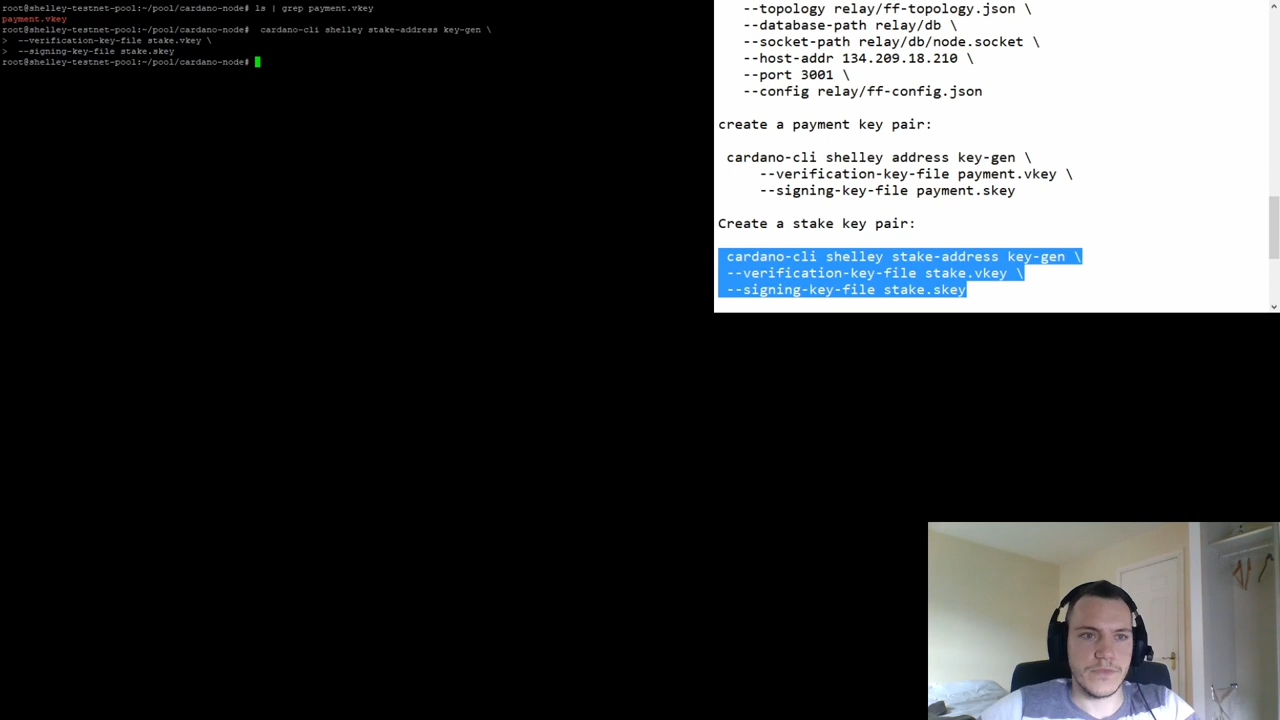 root@shelley-testnet-pool:~/pool/cardano-node# ls | grep payment.vkey
payment.vkey
root@shelley-testnet-pool:~/pool/cardano-node#  cardano-cli shelley stake-address key-gen \
>  --verification-key-file stake.vkey \
>  --signing-key-file stake.skey
root@shelley-testnet-pool:~/pool/cardano-node#
--topology relay/ff-topology.json \
--database-path relay/db \
--socket-path relay/db/node.socket \
--host-addr 134.209.18.210 \
--port 3001 \
--config relay/ff-config.json
create a payment key pair:
cardano-cli shelley address key-gen \
--verification-key-file payment.vkey \
--signing-key-file payment.skey
Create a stake key pair:
cardano-cli shelley stake-address key-gen \
--verification-key-file stake.vkey \
--signing-key-file stake.skey